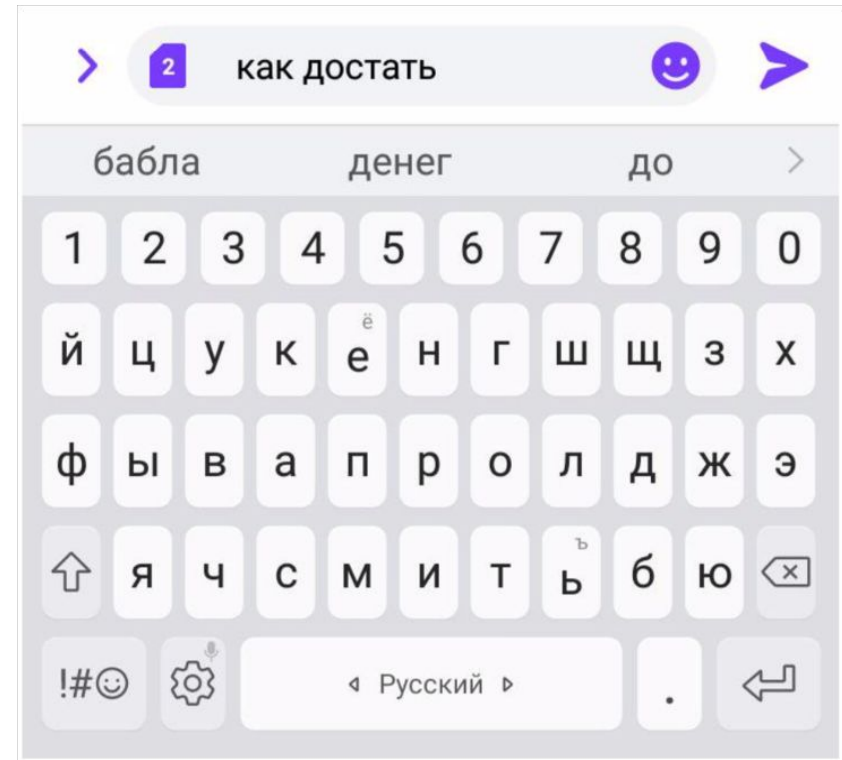 2 как достать
бабла денег до
1 2 3 4 5 6 7 8 9 0
ё
й ц у к е н г ш щ з х
ф ы в а п р о л д ж э
ъ
я ч с м и т ь б ю
!#☺ ◃ Русский ▹ .